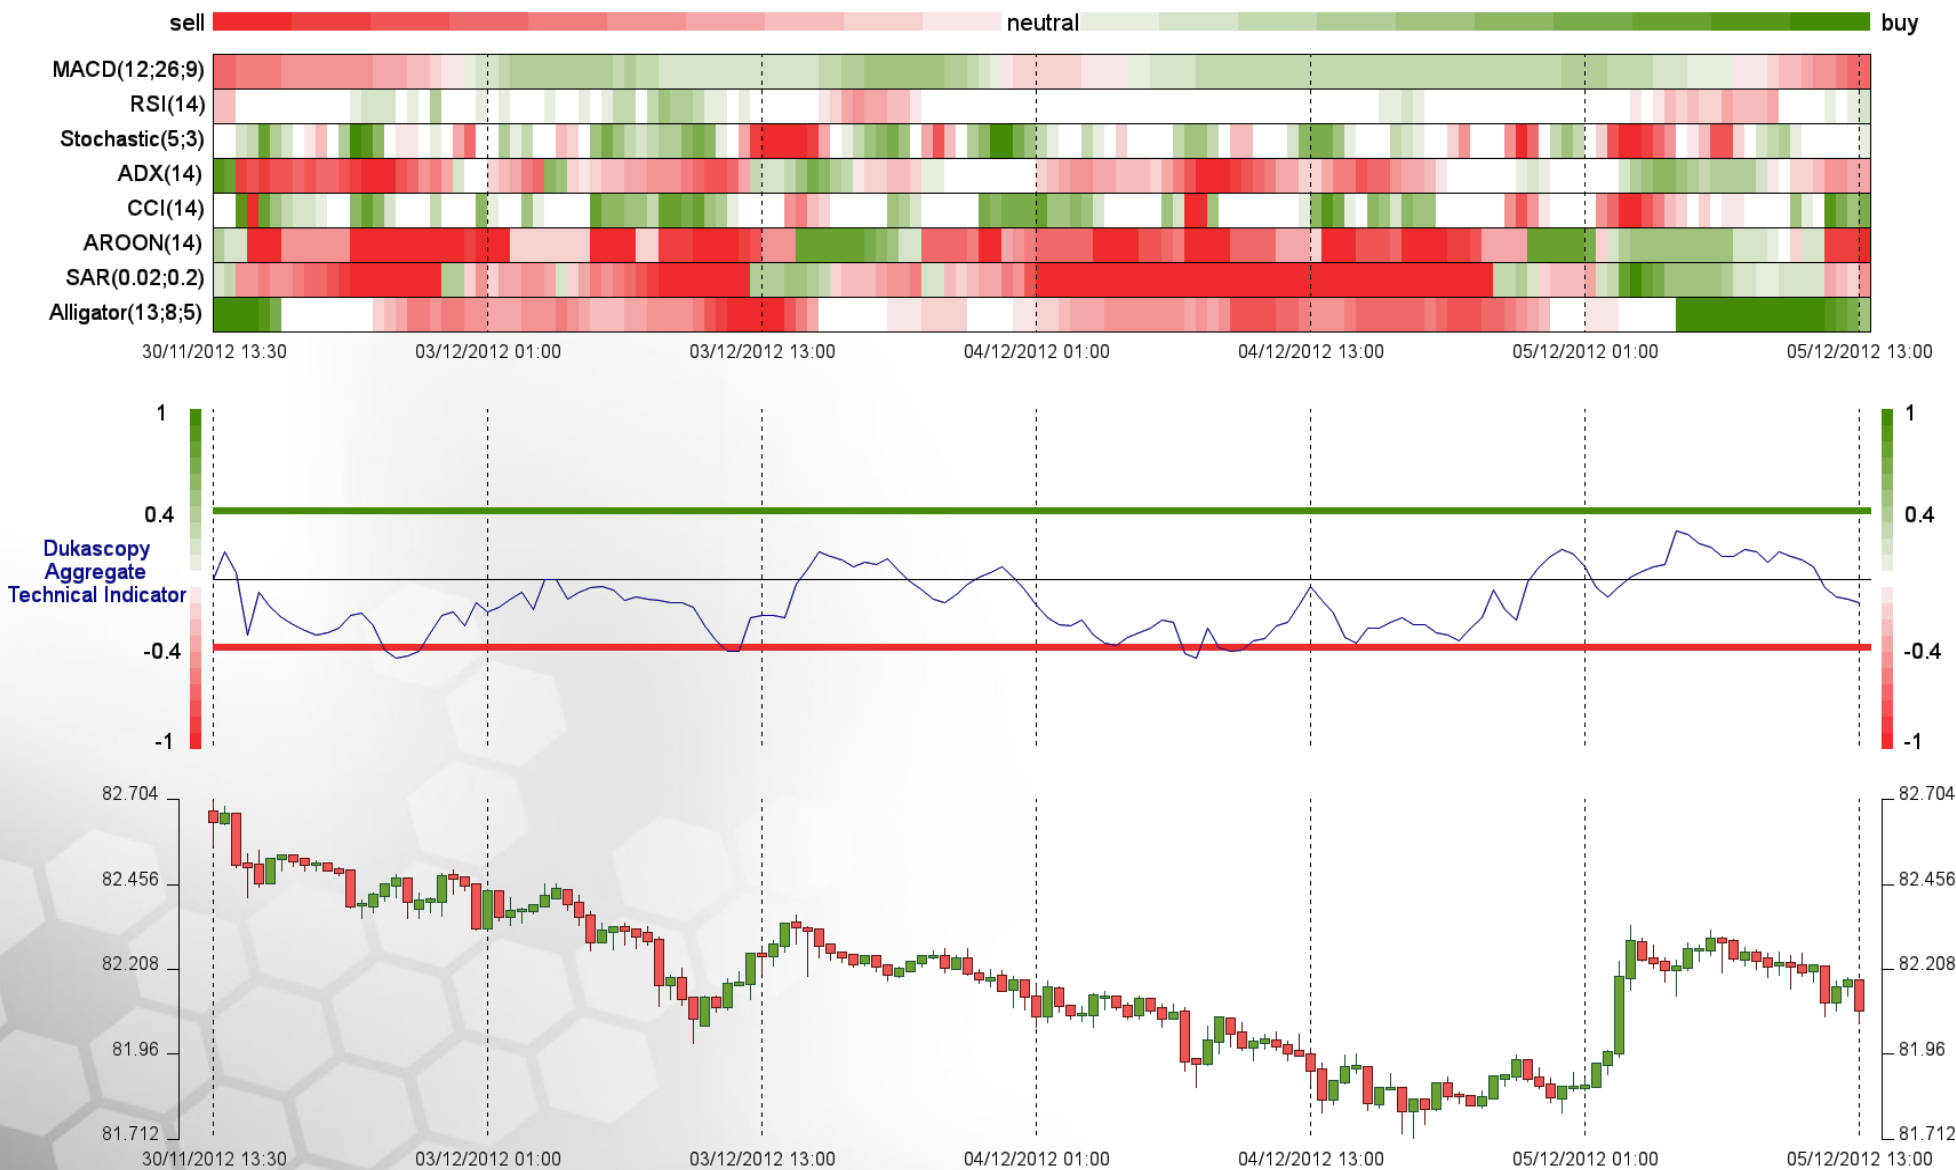 sell neutral buy
MACD(12;26;9)
RSI(14)
Stochastic(5;3)
ADX(14)
CCI(14)
AROON(14)
SAR(0.02;0.2)
Alligator(13;8;5)
30/11/2012 13:30 03/12/2012 01:00 03/12/2012 13:00 04/12/2012 01:00 04/12/2012 13:00 05/12/2012 01:00 05/12/2012 13:00
1 1
0.4 0.4
Dukascopy
Aggregate
Technical Indicator
-0.4 -0.4
-1 -1
82.704 82.704
82.456 82.456
82.208 82.208
81.96 81.96
81.712 81.712
30/11/2012 13:30 03/12/2012 01:00 03/12/2012 13:00 04/12/2012 01:00 04/12/2012 13:00 05/12/2012 01:00 05/12/2012 13:00